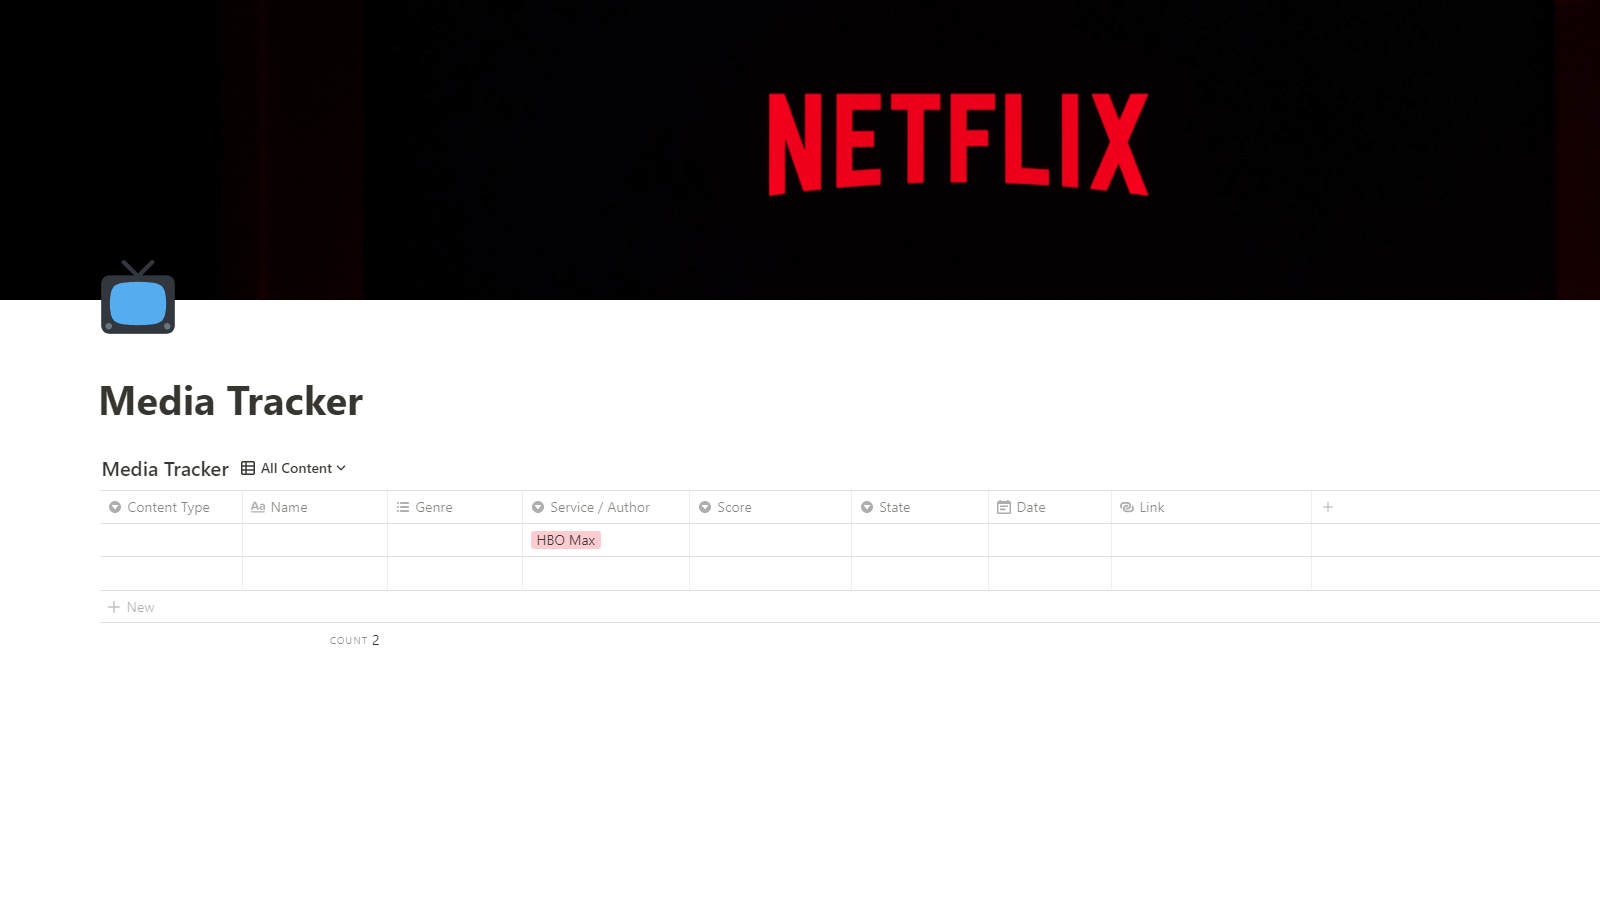 NETFLIX
Media Tracker
Media Tracker All Content
Content Type Aa Name Genre Service / Author Score State Date Link +
HBO Max
+ New
COUNT 2